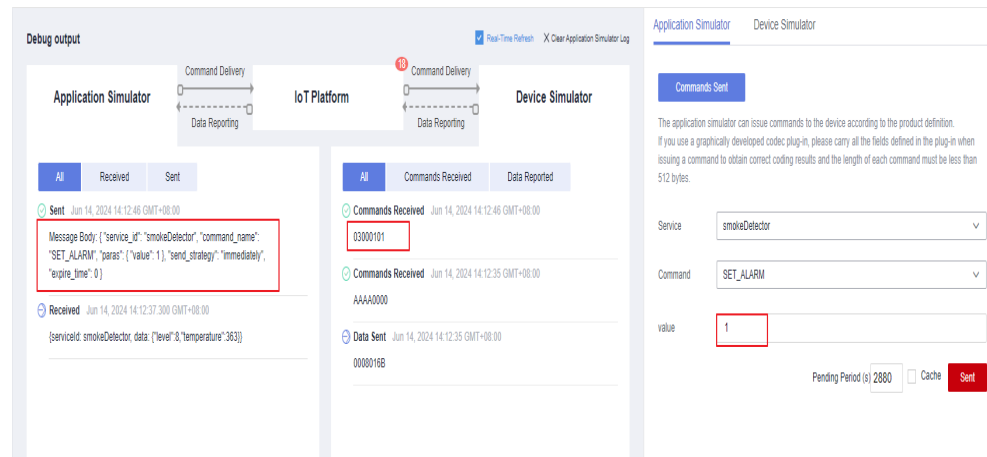 Debug output
Real-Time Refresh X Clear Application Simulator Log
Application Simulator
Command Delivery
Data Reporting
IoT Platform
18
Command Delivery
Data Reporting
Device Simulator
All Received Sent
Sent Jun 14, 2024 14:12:46 GMT+08:00
Message Body: { "service_id": "smokeDetector", "command_name":
"SET_ALARM", "paras": { "value": 1 }, "send_strategy": "immediately",
"expire_time": 0 }
Received Jun 14, 2024 14:12:37.300 GMT+08:00
{serviceId: smokeDetector, data: {"level":8,"temperature":363}}
All Commands Received Data Reported
Commands Received Jun 14, 2024 14:12:46 GMT+08:00
03000101
Commands Received Jun 14, 2024 14:12:35 GMT+08:00
AAAA0000
Data Sent Jun 14, 2024 14:12:35 GMT+08:00
0008016B
Application Simulator Device Simulator
Commands Sent
The application simulator can issue commands to the device according to the product definition.
If you use a graphically developed codec plug-in, please carry all the fields defined in the plug-in when
issuing a command to obtain correct coding results and the length of each command must be less than
512 bytes.
Service smokeDetector
Command SET_ALARM
value 1
Pending Period (s) 2880 Cache Sent